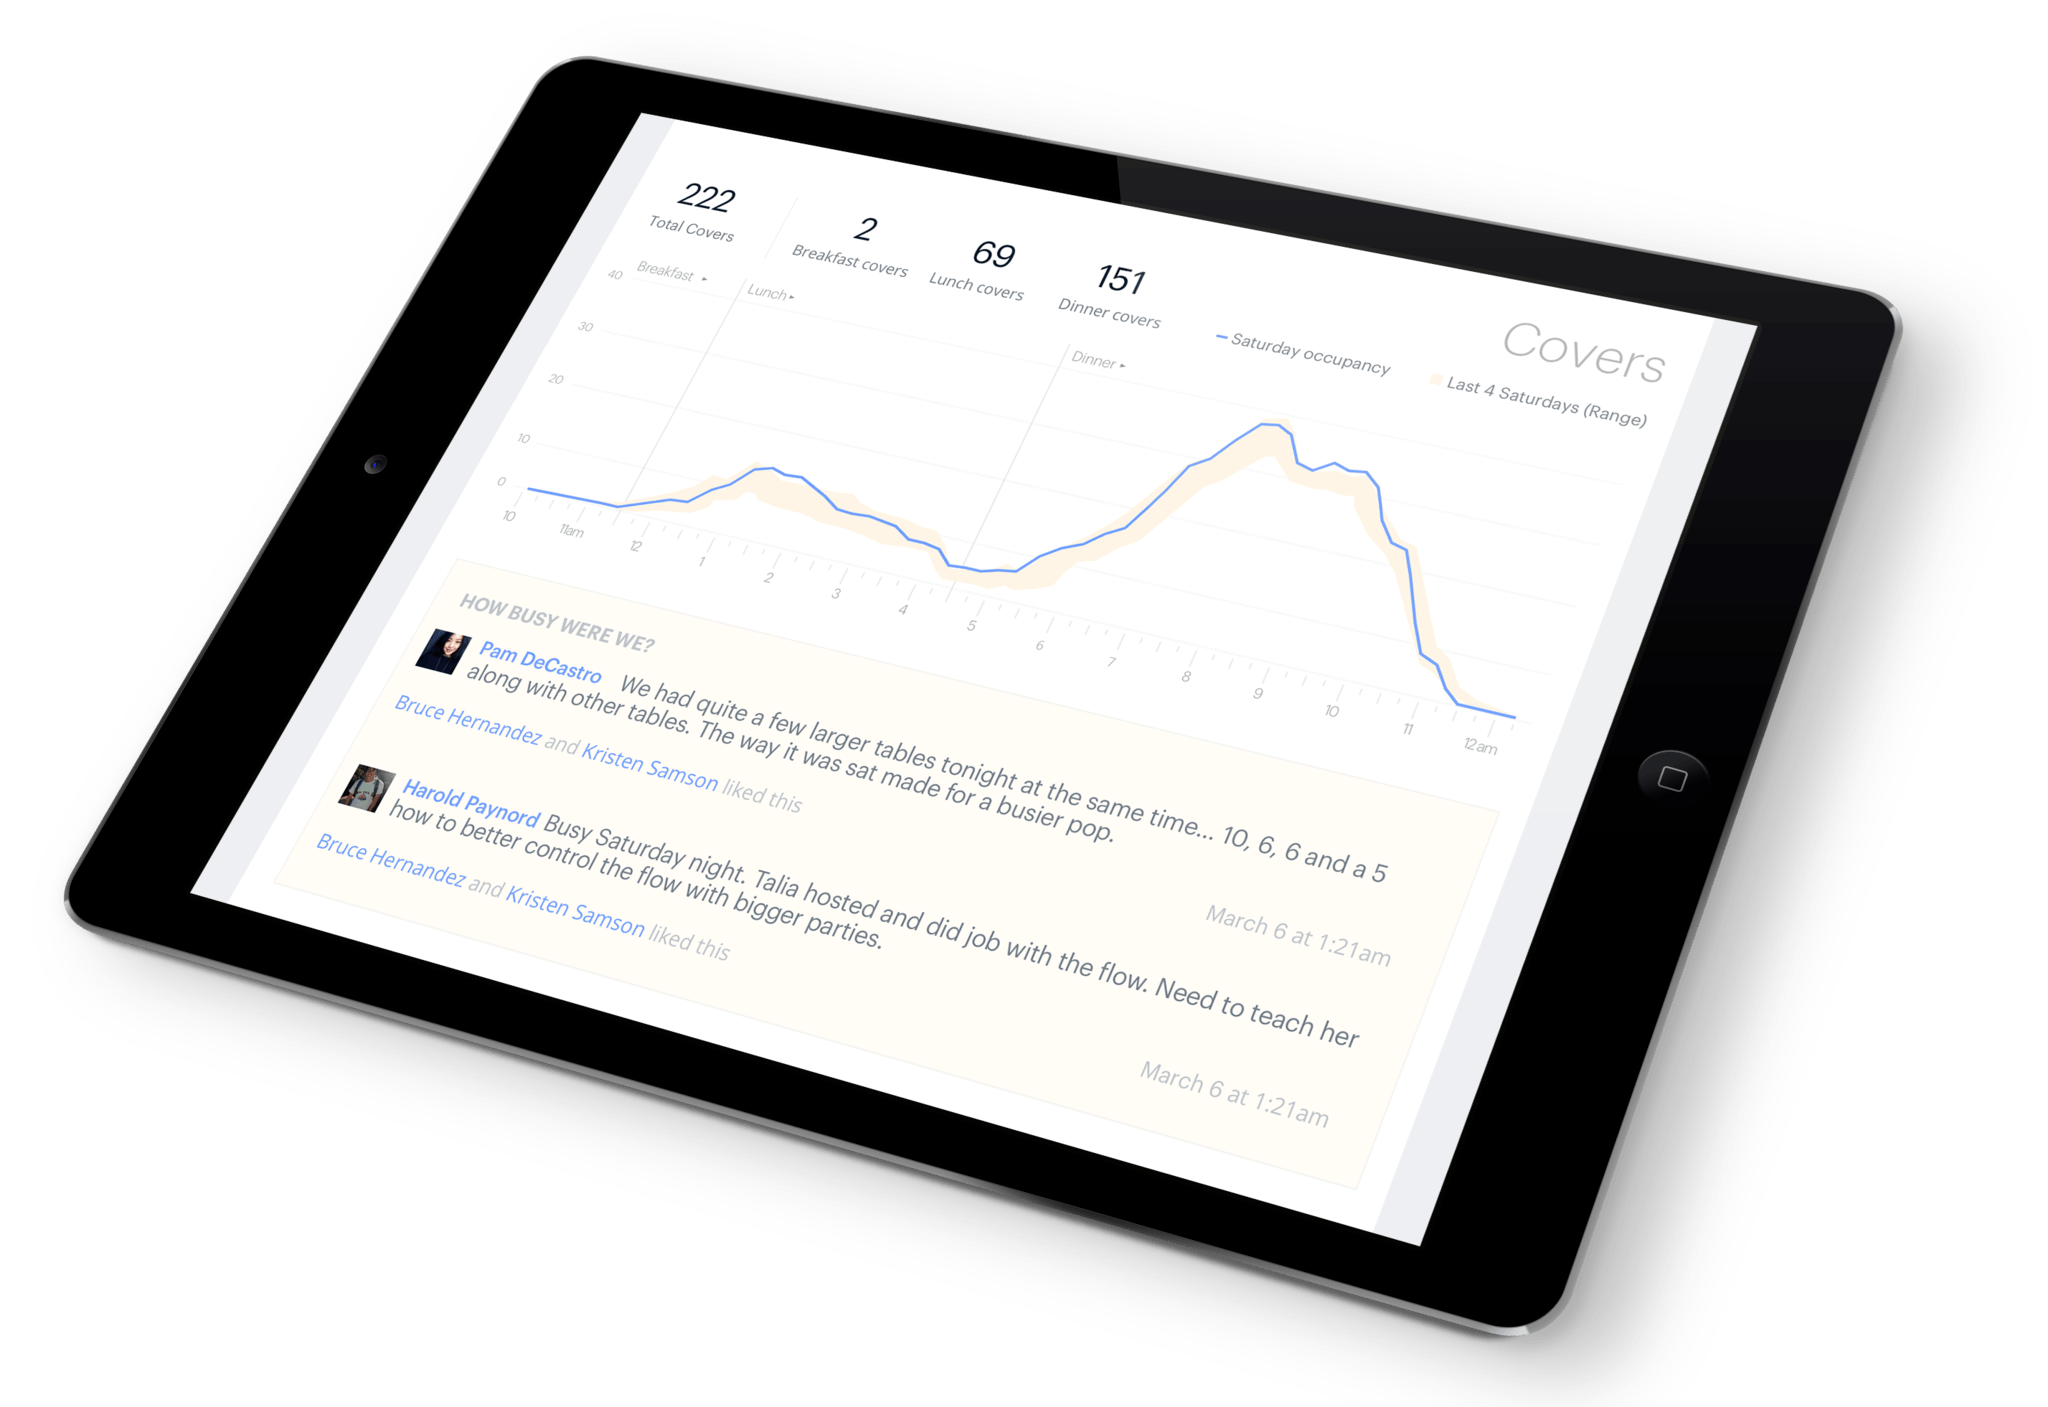 222
Total Covers
2
Breakfast covers
69
Lunch covers
151
Dinner covers
Saturday occupancy
Covers
Last 4 Saturdays (Range)
Breakfast ▸
Lunch ▸
Dinner ▸
40
30
20
10
0
10
11am
12
1
2
3
4
5
6
7
8
9
10
11
12am
HOW BUSY WERE WE?
Pam DeCastro We had quite a few larger tables tonight at the same time... 10, 6, 6 and a 5
along with other tables. The way it was sat made for a busier pop.
March 6 at 1:21am
Bruce Hernandez and Kristen Samson liked this
Harold Paynord Busy Saturday night. Talia hosted and did job with the flow. Need to teach her
how to better control the flow with bigger parties.
March 6 at 1:21am
Bruce Hernandez and Kristen Samson liked this